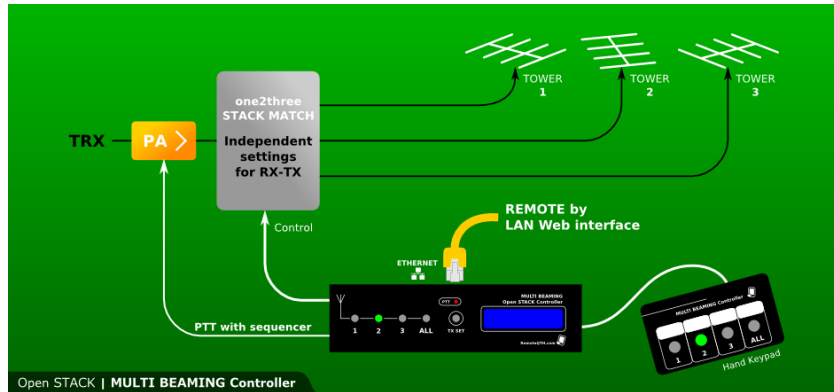 one2three
STACK MATCH
Independent
settings
for RX-TX
TRX
PA
TOWER
1
TOWER
2
TOWER
3
Control
REMOTE by
LAN Web interface
ETHERNET
PTT with sequencer
MULTI BEAMING
Open STACK Controller
PTT
1 2 3 ALL TX SET
RemoteQTH.com
MULTI BEAMING Controller
1 2 3 ALL
Hand Keypad
Open STACK | MULTI BEAMING Controller